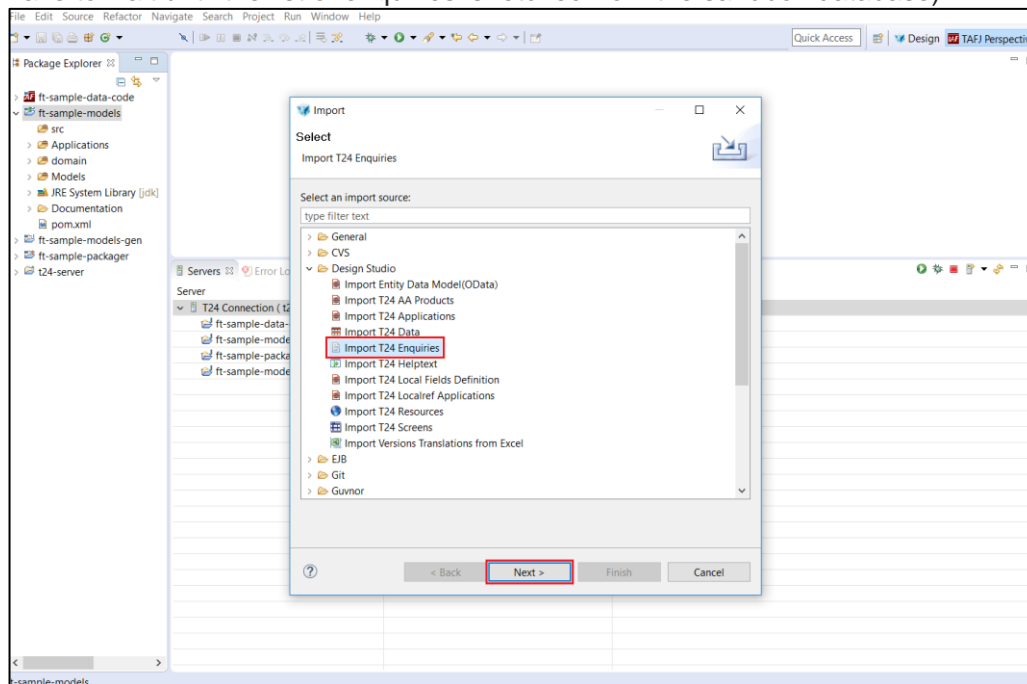 File Edit Source Refactor Navigate Search Project Run Window Help
Quick Access
Design
TAFJ Perspectiv
Package Explorer
ft-sample-data-code
ft-sample-models
src
Applications
domain
Models
JRE System Library [jdk]
Documentation
pom.xml
ft-sample-models-gen
ft-sample-packager
t24-server
Servers
Error Lo
Server
T24 Connection ( t2
ft-sample-data-
ft-sample-mode
ft-sample-packa
ft-sample-mode
Import
Select
Import T24 Enquiries
Select an import source:
type filter text
General
CVS
Design Studio
Import Entity Data Model(OData)
Import T24 AA Products
Import T24 Applications
Import T24 Data
Import T24 Enquiries
Import T24 Helptext
Import T24 Local Fields Definition
Import T24 Localref Applications
Import T24 Resources
Import T24 Screens
Import Versions Translations from Excel
EJB
Git
Guvnor
< Back
Next >
Finish
Cancel
t-sample-models